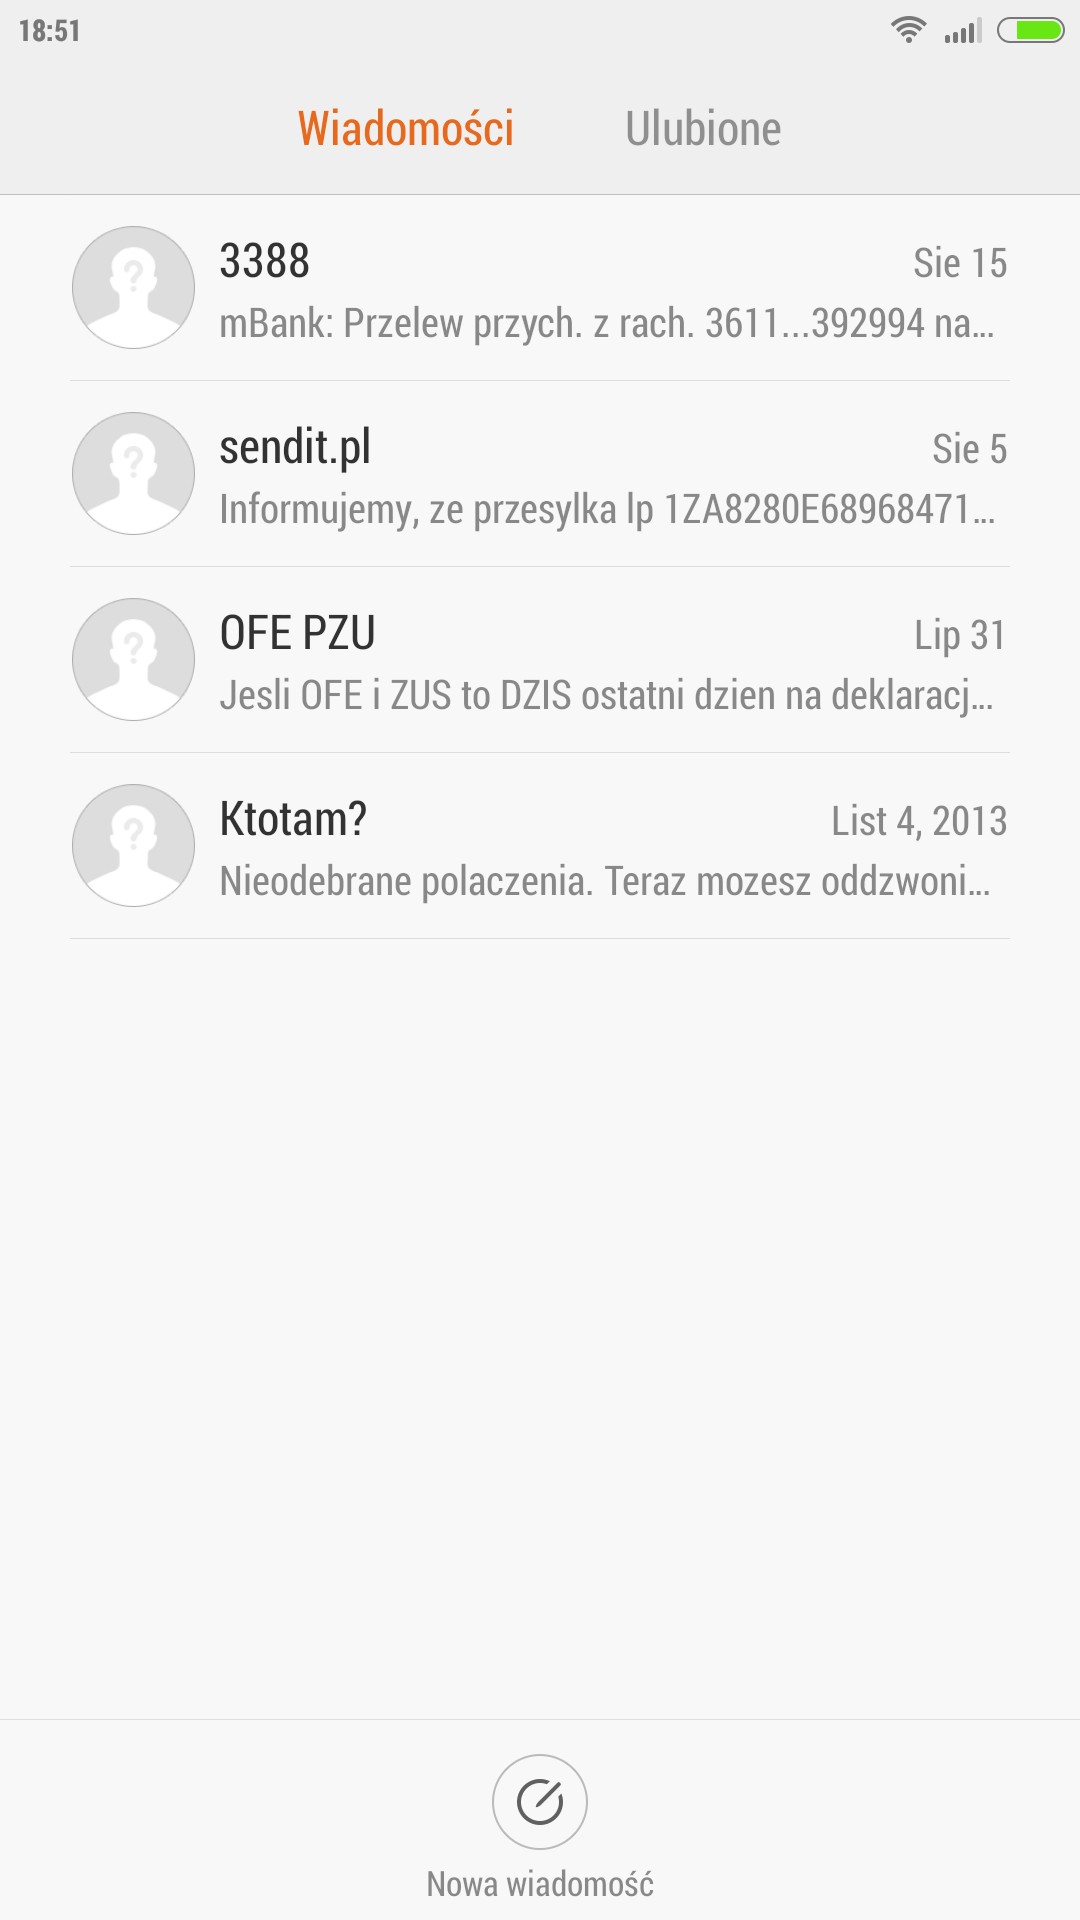 18:51
Wiadomości Ulubione
3388 Sie 15
mBank: Przelew przych. z rach. 3611...392994 na...
sendit.pl Sie 5
Informujemy, ze przesylka lp 1ZA8280E68968471...
OFE PZU Lip 31
Jesli OFE i ZUS to DZIS ostatni dzien na deklaracj...
Ktotam? List 4, 2013
Nieodebrane polaczenia. Teraz mozesz oddzwoni...
Nowa wiadomość